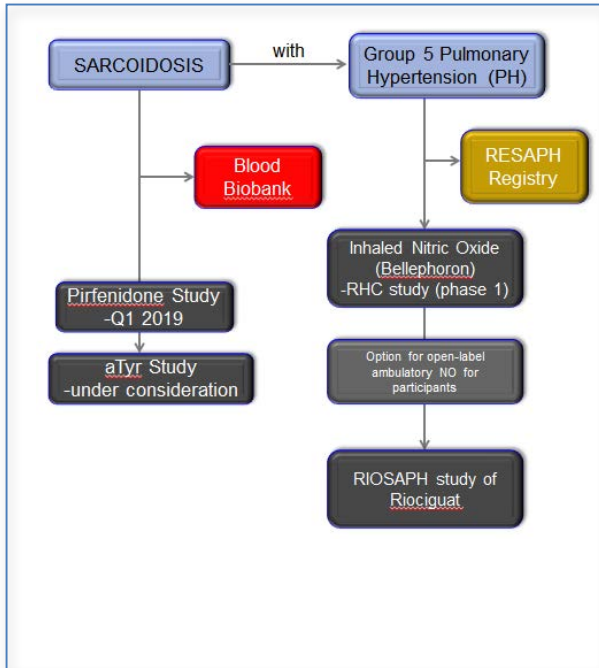 SARCOIDOSIS
with
Group 5 Pulmonary
Hypertension (PH)
Blood
Biobank
RESAPH
Registry
Pirfenidone Study
-Q1 2019
aTyr Study
-under consideration
Inhaled Nitric Oxide
(Bellephoron)
-RHC study (phase 1)
Option for open-label
ambulatory NO for
participants
RIOSAPH study of
Riociguat